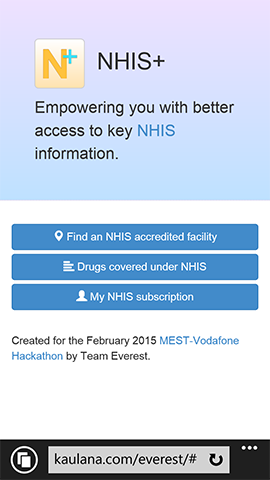 N+
NHIS+
Empowering you with better
access to key NHIS
information.
Find an NHIS accredited facility
Drugs covered under NHIS
My NHIS subscription
Created for the February 2015 MEST-Vodafone
Hackathon by Team Everest.
kaulana.com/everest/#